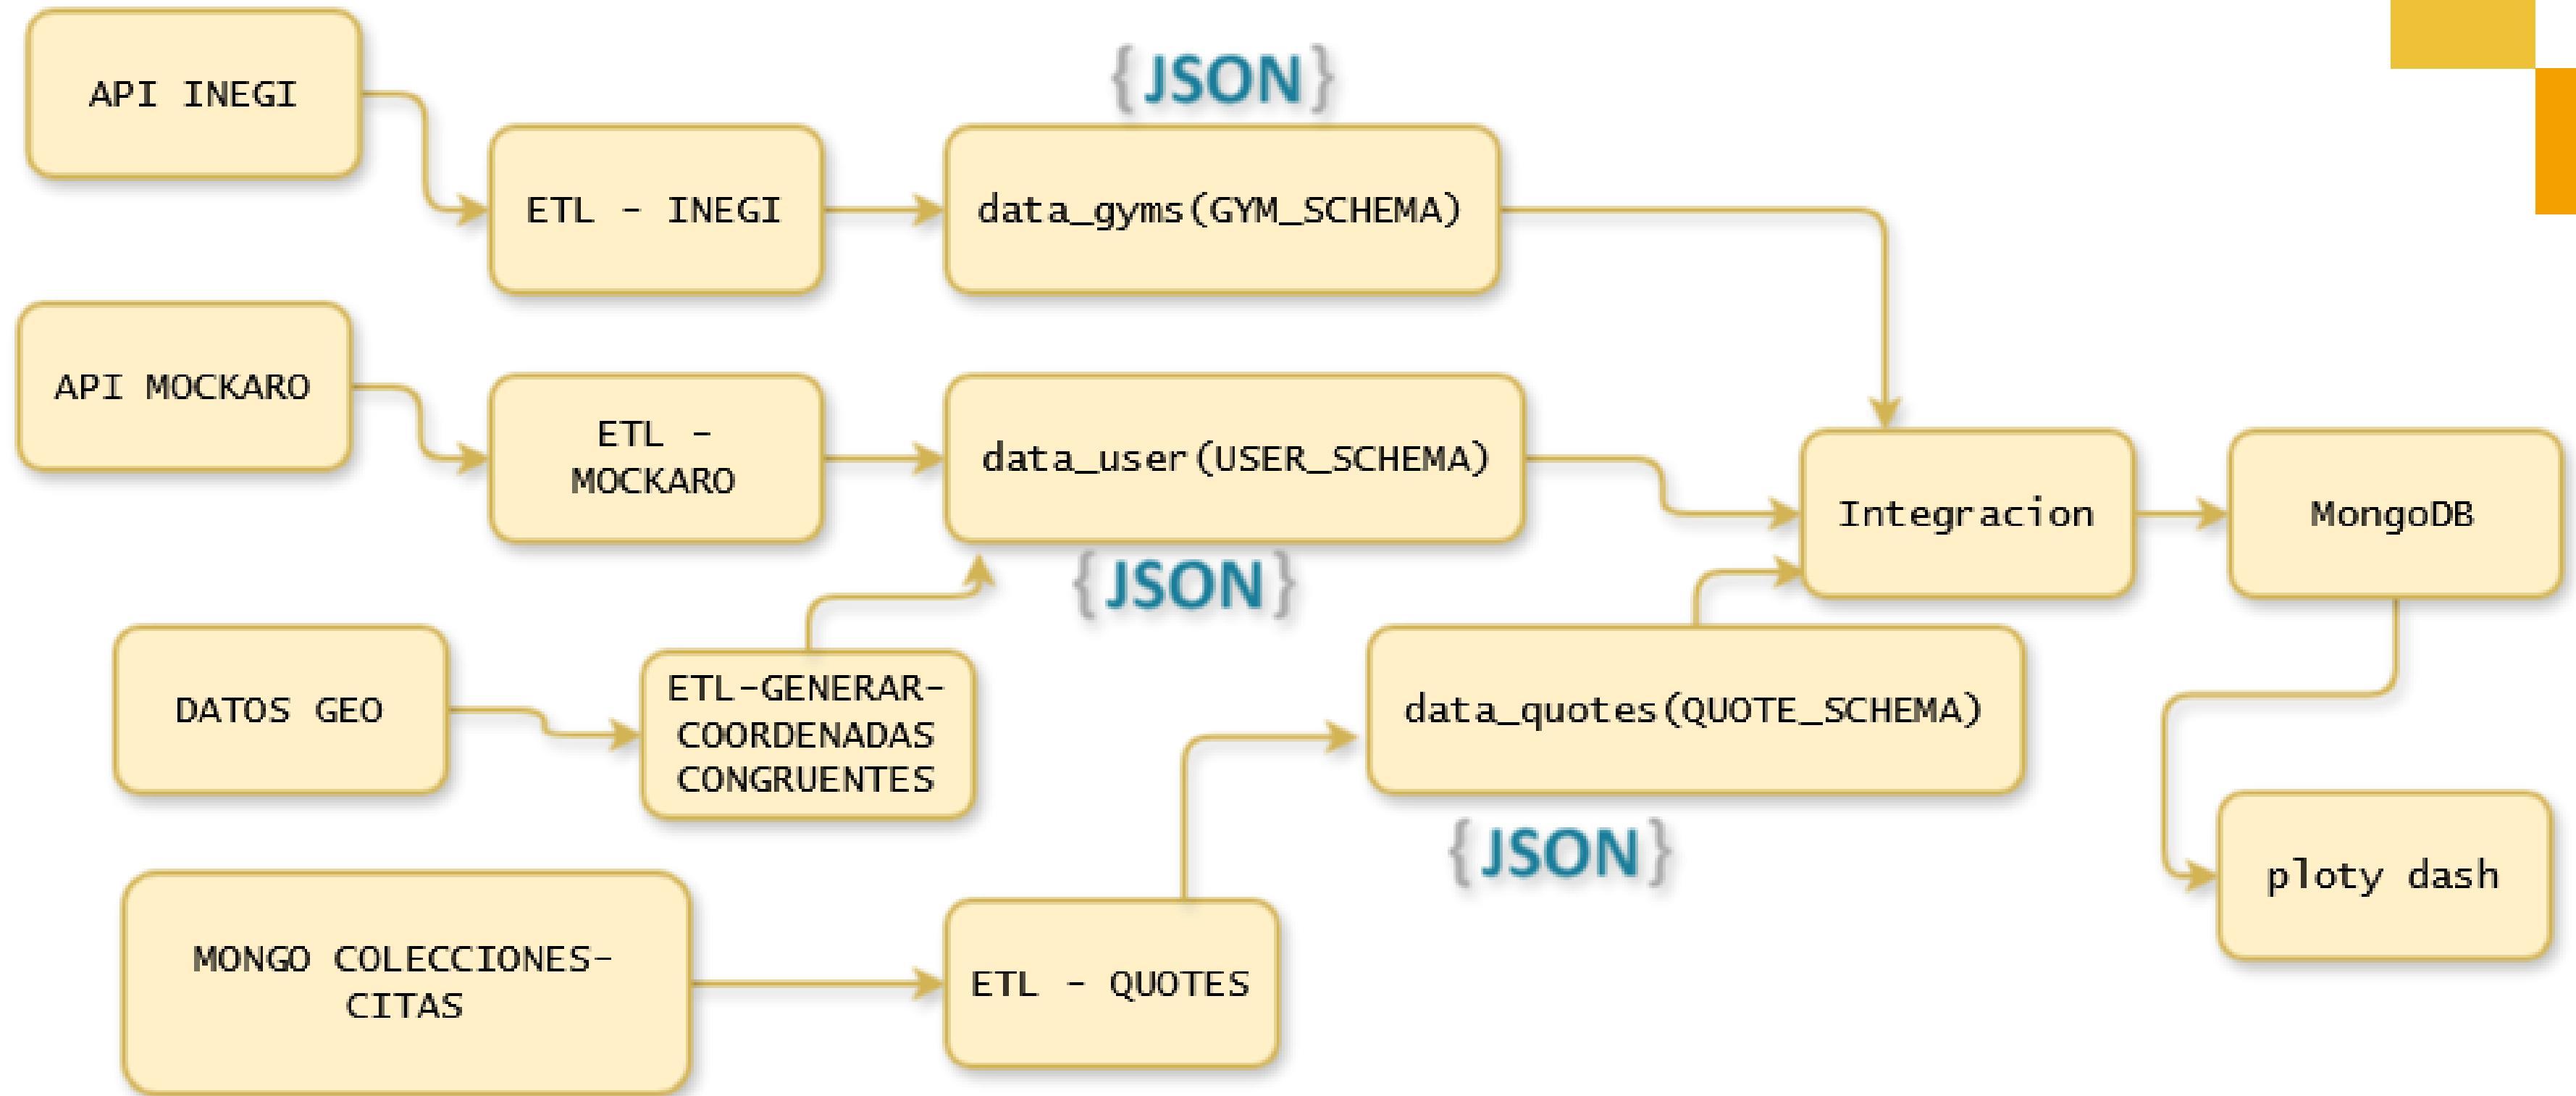 API INEGI
{JSON}
ETL - INEGI
data_gyms(GYM_SCHEMA)
API MOCKARO
ETL -
MOCKARO
data_user(USER_SCHEMA)
Integracion
MongoDB
{JSON}
DATOS GEO
ETL-GENERAR-
COORDENADAS
CONGRUENTES
data_quotes(QUOTE_SCHEMA)
{JSON}
ploty dash
MONGO COLECCIONES-
CITAS
ETL - QUOTES